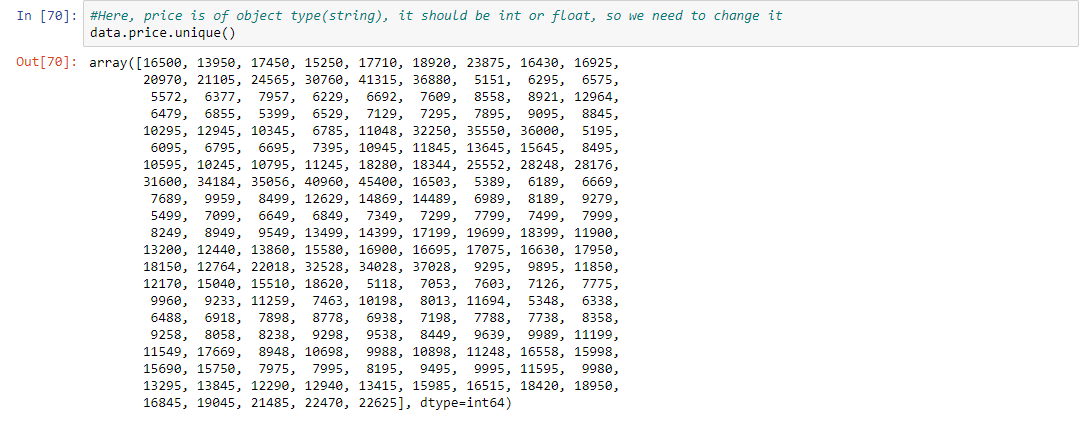 In [70]: #Here, price is of object type(string), it should be int or float, so we need to change it
data.price.unique()
Out[70]: array([16500, 13950, 17450, 15250, 17710, 18920, 23875, 16430, 16925,
20970, 21105, 24565, 30760, 41315, 36880, 5151, 6295, 6575,
5572, 6377, 7957, 6229, 6692, 7609, 8558, 8921, 12964,
6479, 6855, 5399, 6529, 7129, 7295, 7895, 9095, 8845,
10295, 12945, 10345, 6785, 11048, 32250, 35550, 36000, 5195,
6095, 6795, 6695, 7395, 10945, 11845, 13645, 15645, 8495,
10595, 10245, 10795, 11245, 18280, 18344, 25552, 28248, 28176,
31600, 34184, 35056, 40960, 45400, 16503, 5389, 6189, 6669,
7689, 9959, 8499, 12629, 14869, 14489, 6989, 8189, 9279,
5499, 7099, 6649, 6849, 7349, 7299, 7799, 7499, 7999,
8249, 8949, 9549, 13499, 14399, 17199, 19699, 18399, 11900,
13200, 12440, 13860, 15580, 16900, 16695, 17075, 16630, 17950,
18150, 12764, 22018, 32528, 34028, 37028, 9295, 9895, 11850,
12170, 15040, 15510, 18620, 5118, 7053, 7603, 7126, 7775,
9960, 9233, 11259, 7463, 10198, 8013, 11694, 5348, 6338,
6488, 6918, 7898, 8778, 6938, 7198, 7788, 7738, 8358,
9258, 8058, 8238, 9298, 9538, 8449, 9639, 9989, 11199,
11549, 17669, 8948, 10698, 9988, 10898, 11248, 16558, 15998,
15690, 15750, 7975, 7995, 8195, 9495, 9995, 11595, 9980,
13295, 13845, 12290, 12940, 13415, 15985, 16515, 18420, 18950,
16845, 19045, 21485, 22470, 22625], dtype=int64)